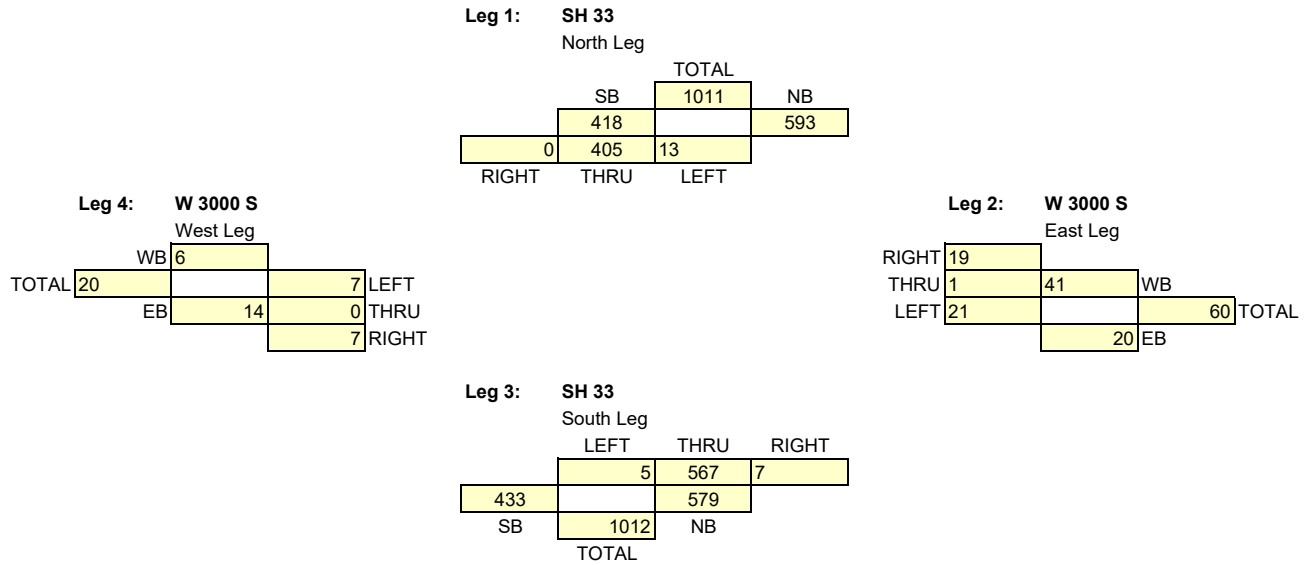 Leg 1: SH 33
North Leg
TOTAL
SB 1011 NB
418 593
0 405 13
RIGHT THRU LEFT
Leg 4: W 3000 S
West Leg
WB 6
TOTAL 20 7 LEFT
EB 14 0 THRU
7 RIGHT
Leg 2: W 3000 S
East Leg
RIGHT 19
THRU 1 41 WB
LEFT 21 60 TOTAL
20 EB
Leg 3: SH 33
South Leg
LEFT THRU RIGHT
5 567 7
433 579
SB 1012 NB
TOTAL